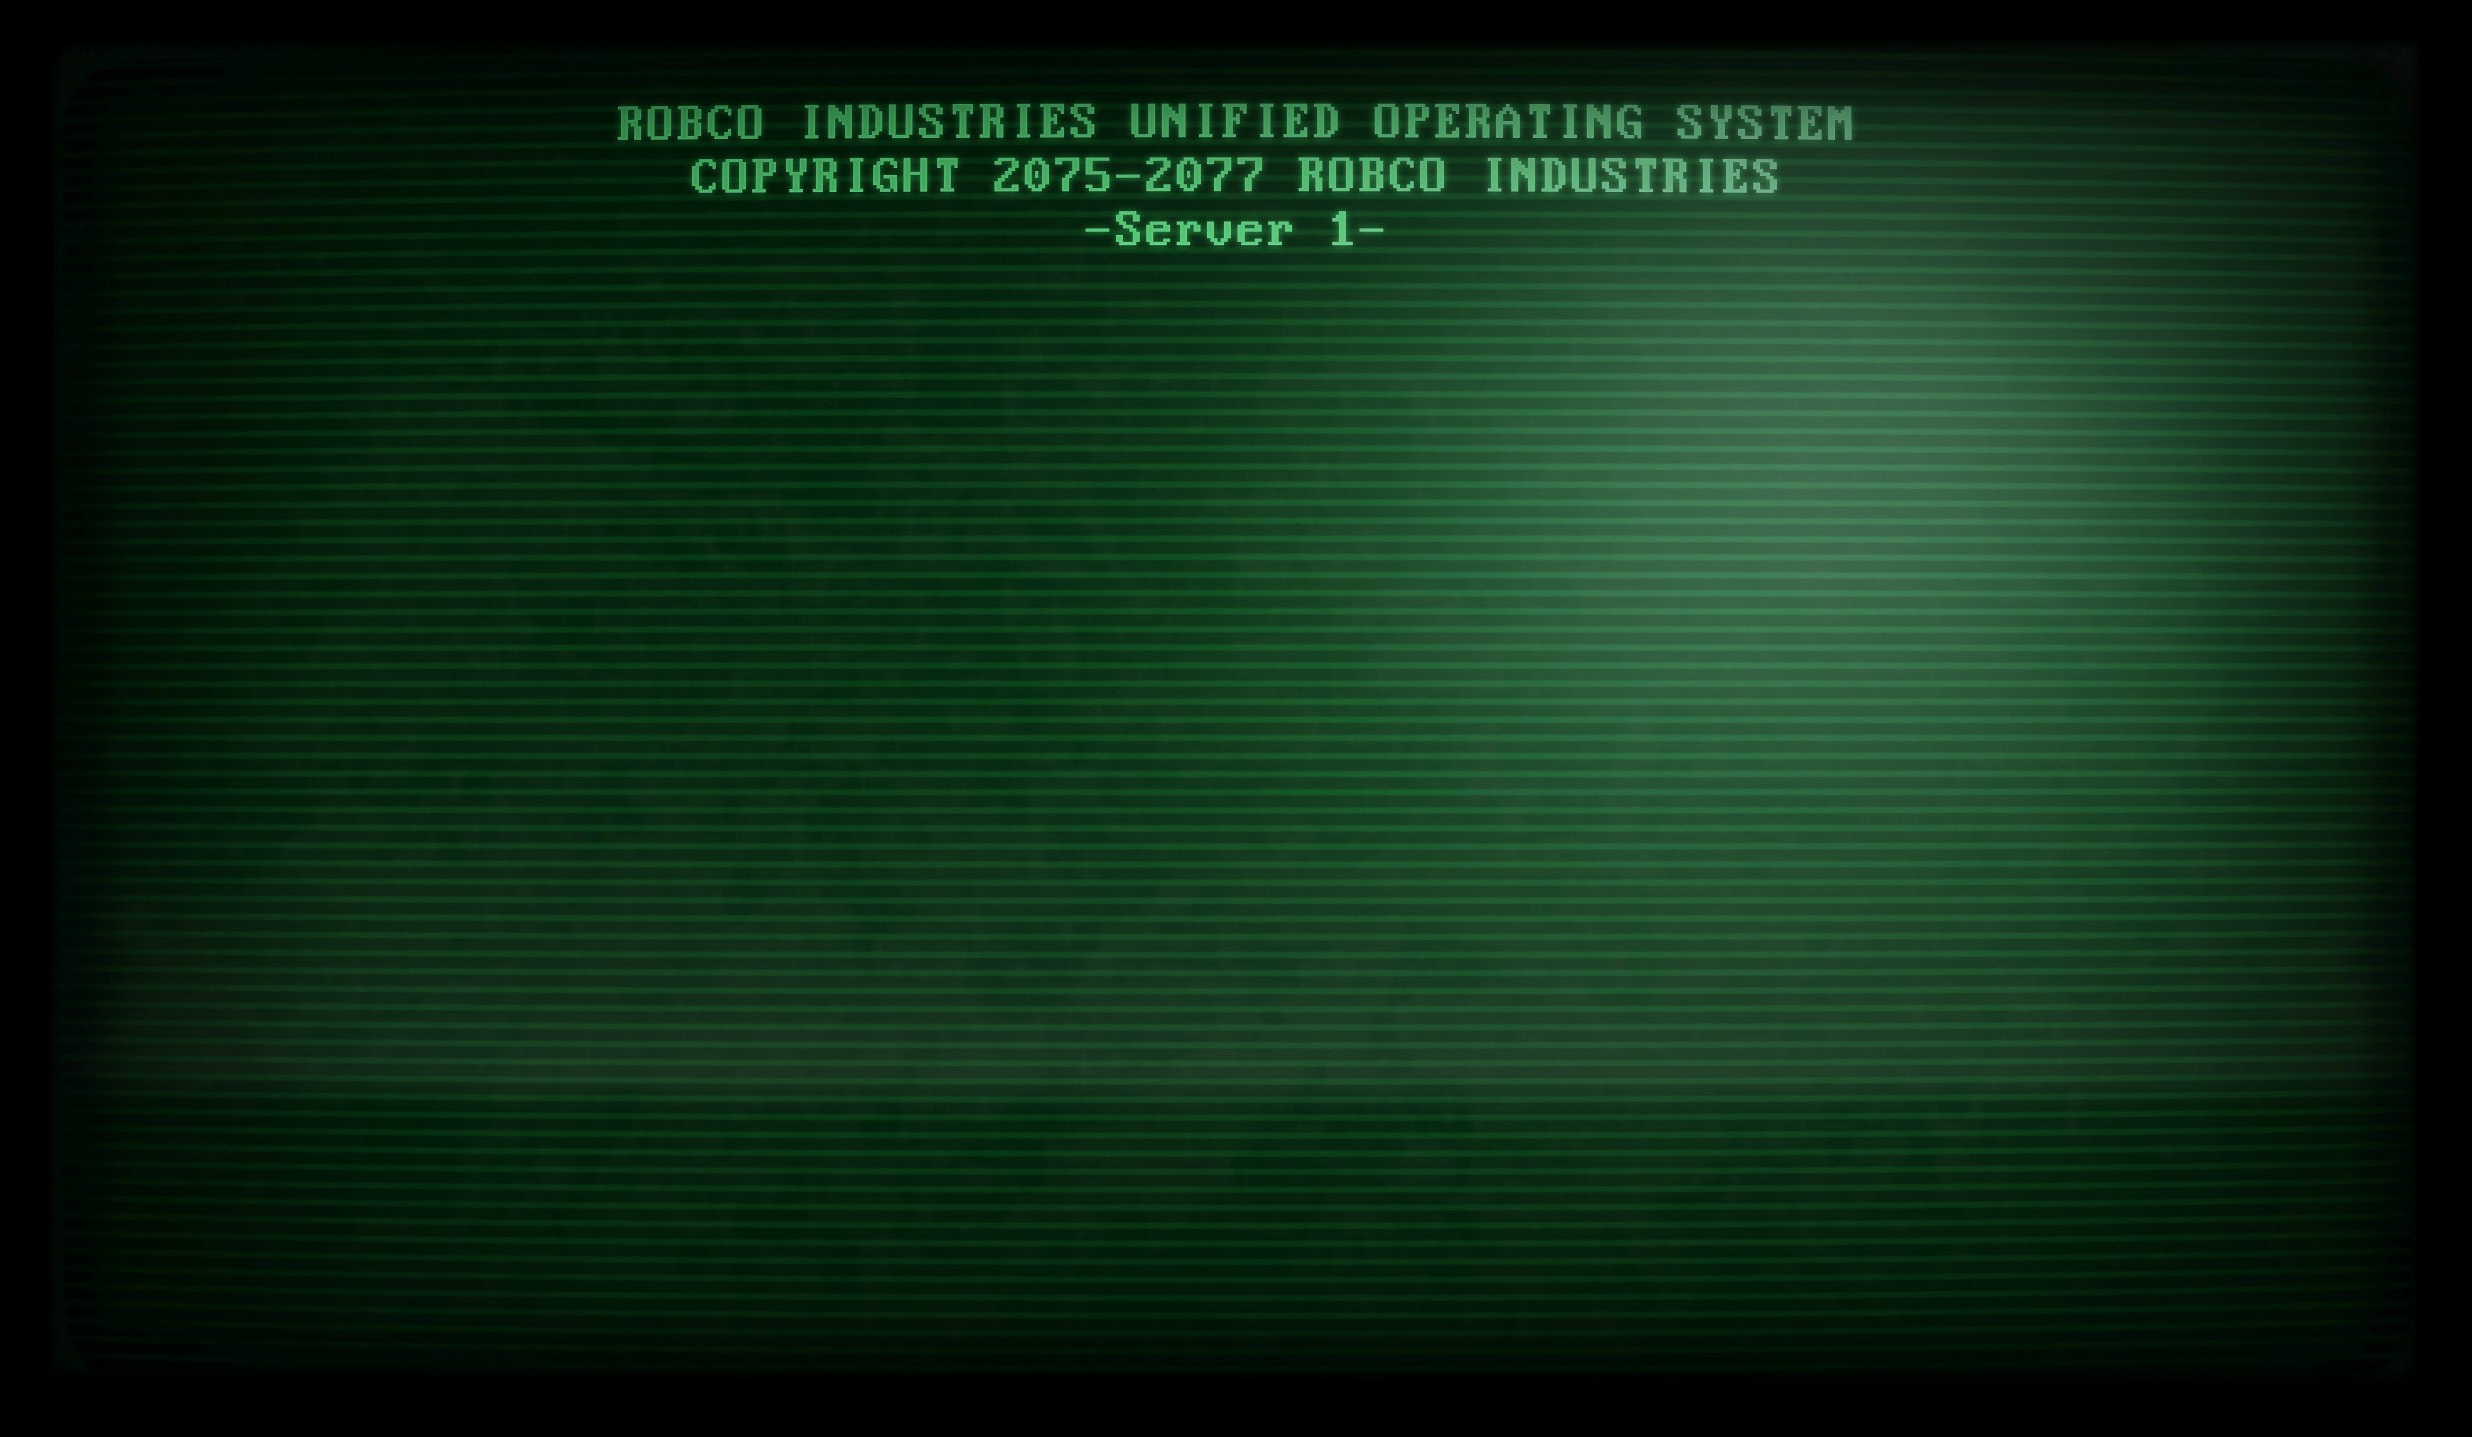 ROBCO INDUSTRIES UNIFIED OPERATING SYSTEM
COPYRIGHT 2075-2077 ROBCO INDUSTRIES
-Server 1-